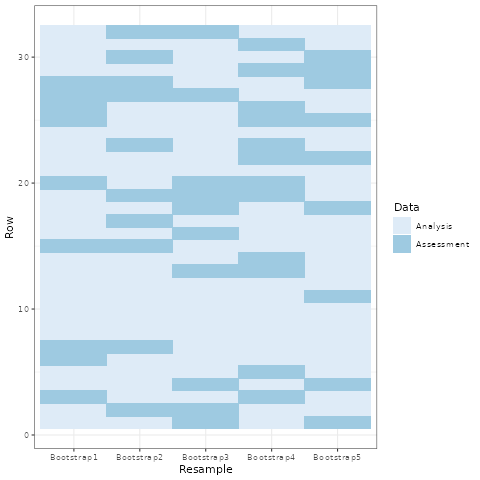 30
20
10
0
Row
Bootstrap1 Bootstrap2 Bootstrap3 Bootstrap4 Bootstrap5
Resample
Data
Analysis
Assessment